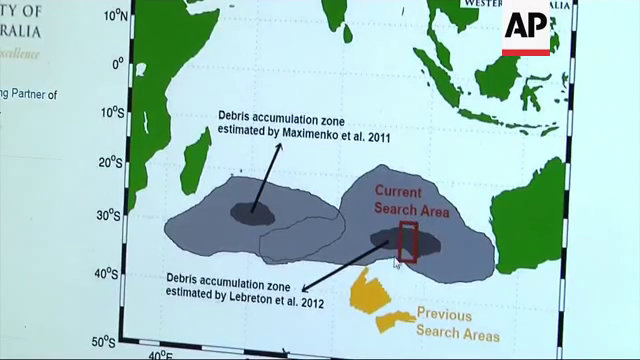 TY OF
RALIA
xcellence
ng Partner of
WESTER
ALIA
AP
10°N
0°
10°S
20°S
30°S
40°S
50°S
40°E
Debris accumulation zone
estimated by Maximenko et al. 2011
Current
Search Area
Debris accumulation zone
estimated by Lebreton et al. 2012
Previous
Search Areas